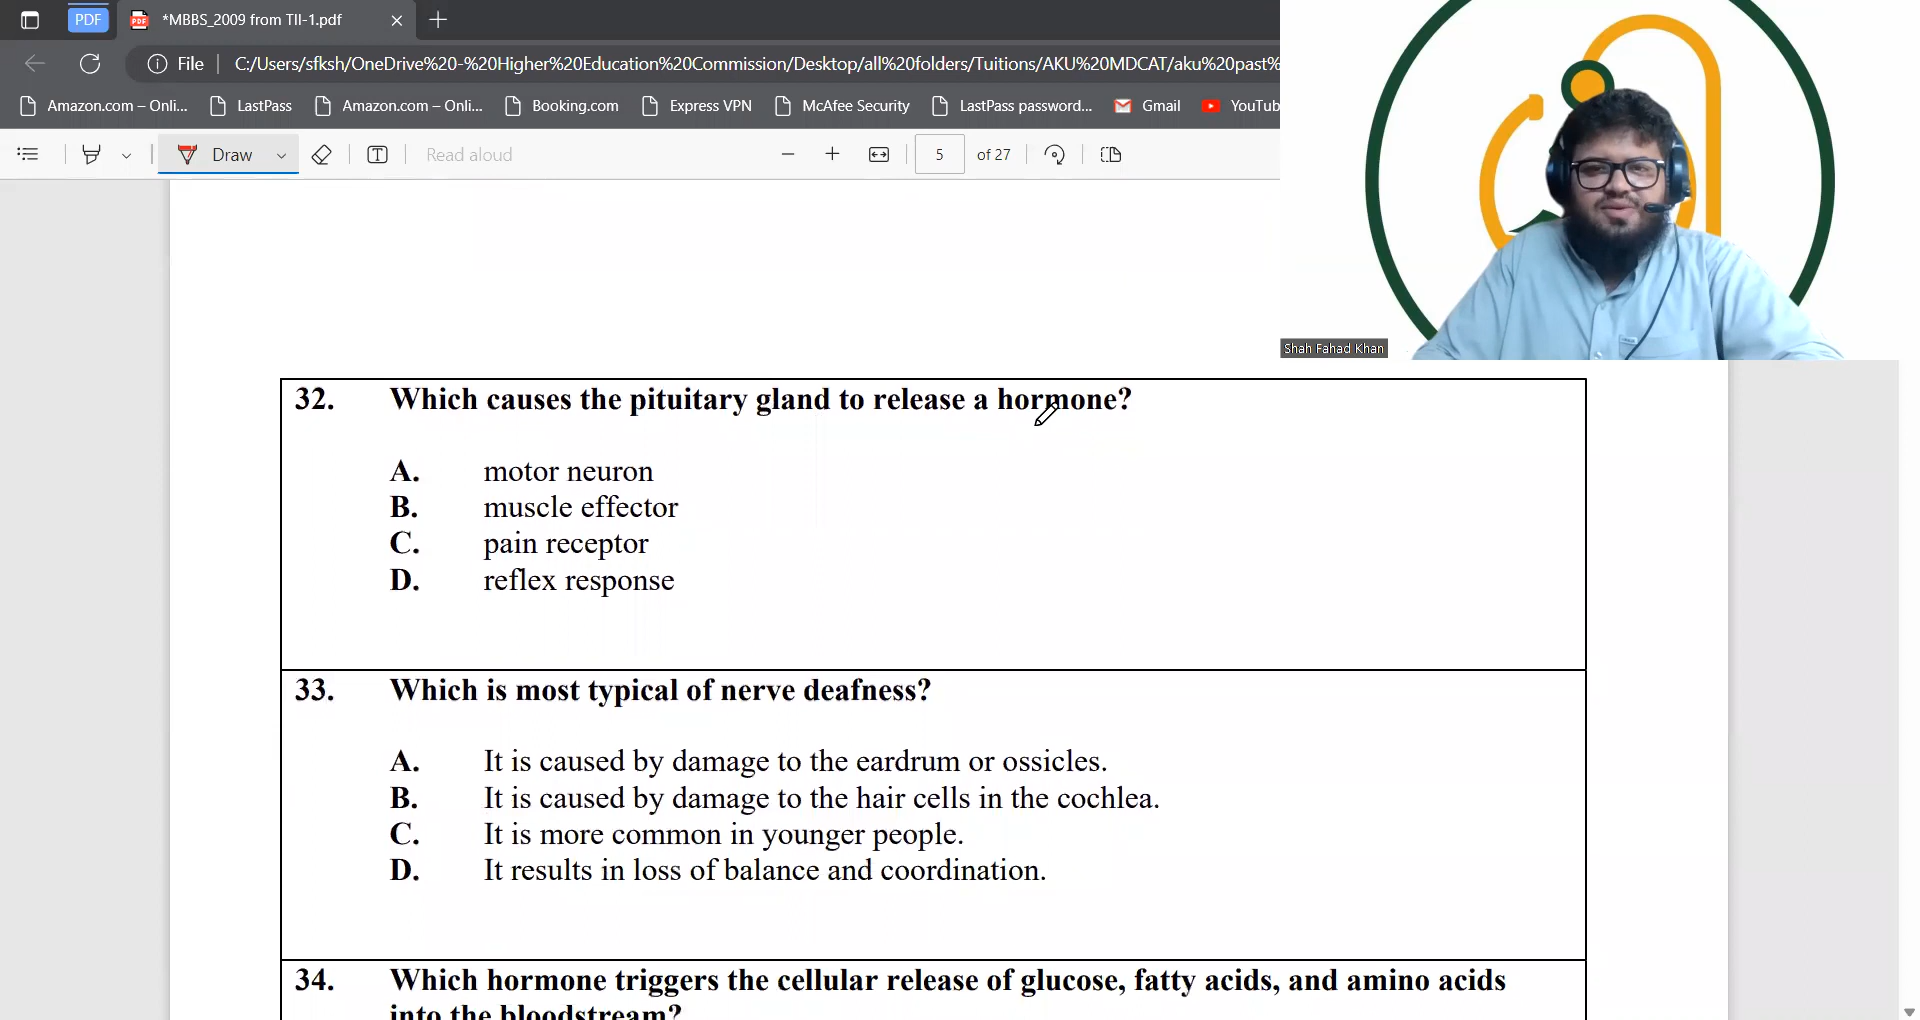 PDF
*MBBS_2009 from TII-1.pdf
File
C:/Users/sfksh/OneDrive%20-%20Higher%20Education%20Commission/Desktop/all%20folders/Tuitions/AKU%20MDCAT/aku%20past%
Amazon.com – Onli...
LastPass
Amazon.com – Onli...
Booking.com
Express VPN
McAfee Security
LastPass password...
Gmail
YouTub
Draw
Read aloud
5 of 27
Shah Fahad Khan
32. Which causes the pituitary gland to release a hormone?
A. motor neuron
B. muscle effector
C. pain receptor
D. reflex response
33. Which is most typical of nerve deafness?
A. It is caused by damage to the eardrum or ossicles.
B. It is caused by damage to the hair cells in the cochlea.
C. It is more common in younger people.
D. It results in loss of balance and coordination.
34. Which hormone triggers the cellular release of glucose, fatty acids, and amino acids
into the bloodstream?